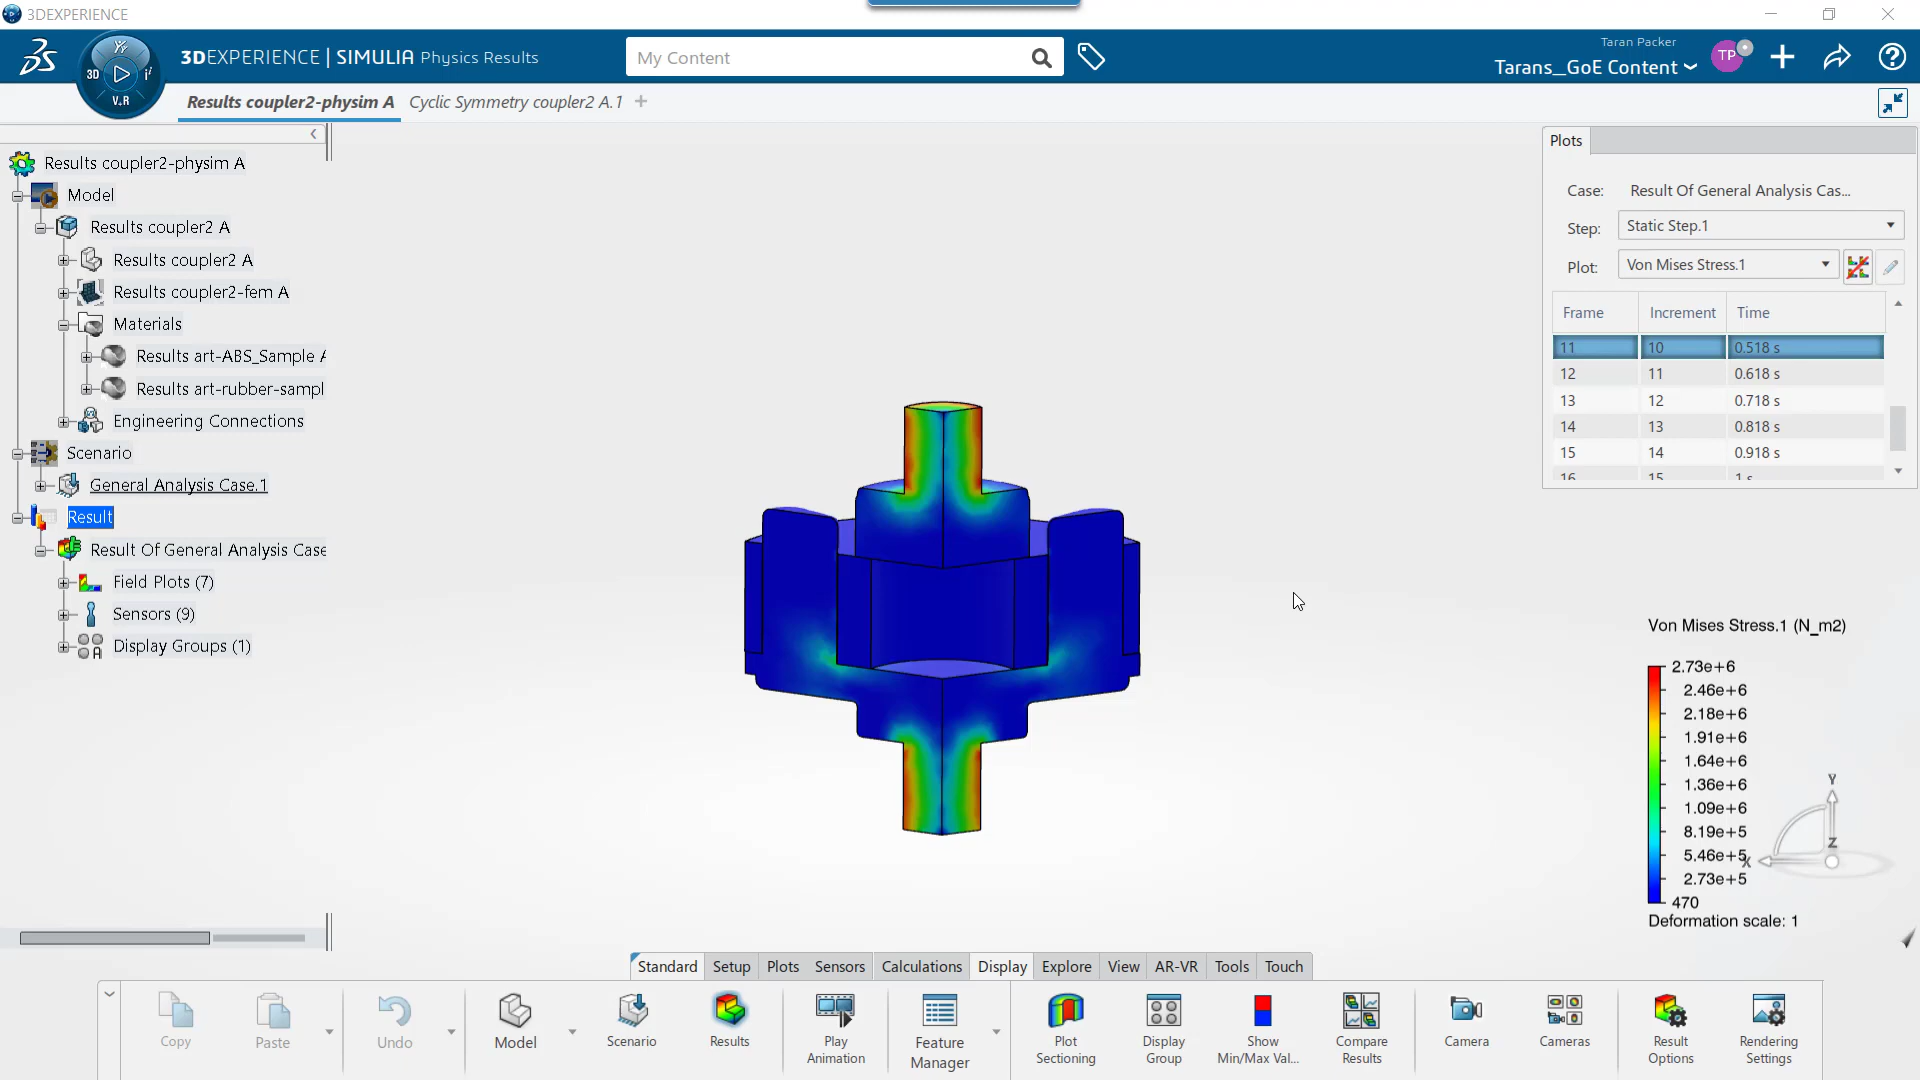 3DEXPERIENCE
3DEXPERIENCE | SIMULIA Physics Results
My Content
Taran Packer
Tarans__GoE Content
TP
3D
V.R
Results coupler2-physim A
Cyclic Symmetry coupler2 A.1
Results coupler2-physim A
Model
Results coupler2 A
Results coupler2 A
Results coupler2-fem A
Materials
Results art-ABS_Sample A
Results art-rubber-sampl
Engineering Connections
Scenario
General Analysis Case.1
Result
Result Of General Analysis Case
Field Plots (7)
Sensors (9)
Display Groups (1)
Plots
Case: Result Of General Analysis Cas...
Step: Static Step.1
Plot: Von Mises Stress.1
Frame Increment Time
11 10 0.518 s
12 11 0.618 s
13 12 0.718 s
14 13 0.818 s
15 14 0.918 s
16 15 1 s
Von Mises Stress.1 (N_m2)
2.73e+6
2.46e+6
2.18e+6
1.91e+6
1.64e+6
1.36e+6
1.09e+6
8.19e+5
5.46e+5
2.73e+5
470
Deformation scale: 1
Y
Z
X
Standard Setup Plots Sensors Calculations Display Explore View AR-VR Tools Touch
Copy
Paste
Undo
Model
Scenario
Results
Play
Animation
Feature
Manager
Plot
Sectioning
Display
Group
Show
Min/Max Val...
Compare
Results
Camera
Cameras
Result
Options
Rendering
Settings